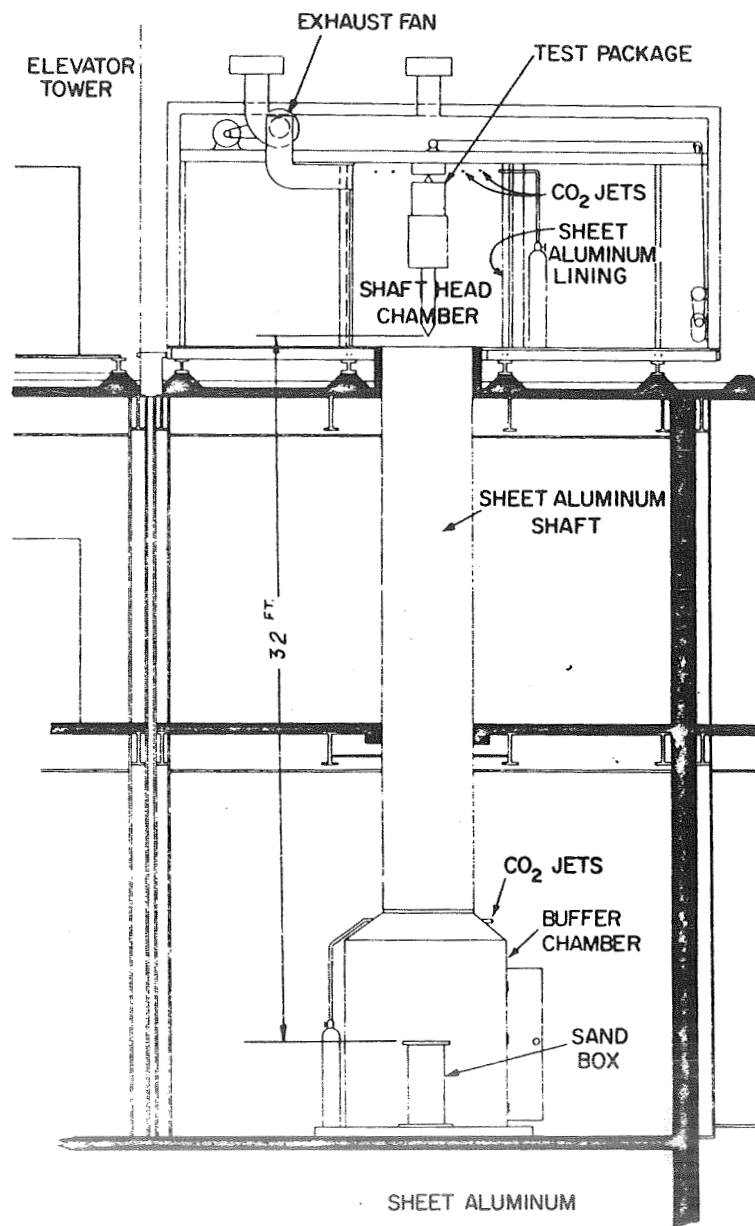 EXHAUST FAN
ELEVATOR
TOWER
TEST PACKAGE
CO₂ JETS
SHEET
ALUMINUM
LINING
SHAFT HEAD
CHAMBER
SHEET ALUMINUM
SHAFT
32 FT.
CO₂ JETS
BUFFER
CHAMBER
SAND
BOX
SHEET ALUMINUM